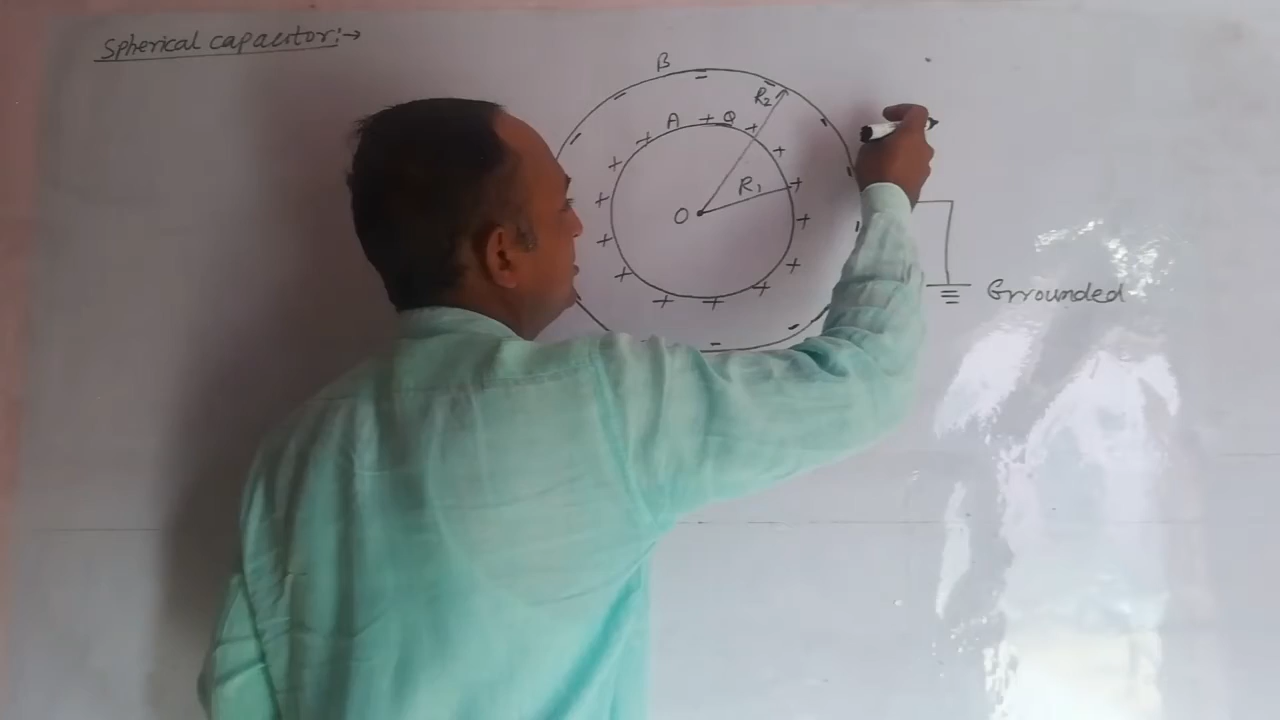 Spherical capacitor:→
B
R2
A + Q +
R1
O
Grrounded